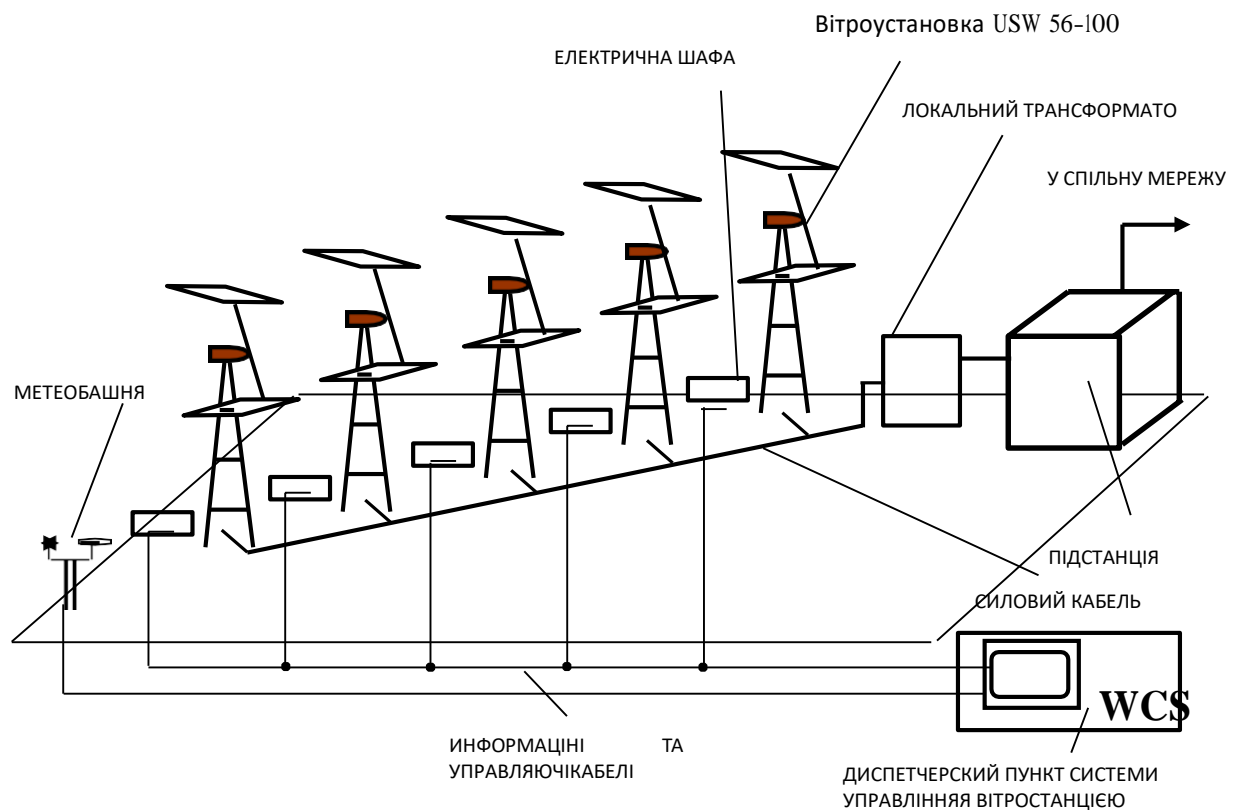 Вітроустановка USW 56-100
ЕЛЕКТРИЧНА ШАФА
ЛОКАЛЬНИЙ ТРАНСФОРМАТО
У СПІЛЬНУ МЕРЕЖУ
МЕТЕОБАШНЯ
ПІДСТАНЦІЯ
СИЛОВИЙ КАБЕЛЬ
WCS
ИНФОРМАЦІНІ ТА
УПРАВЛЯЮЧІКАБЕЛІ
ДИСПЕТЧЕРСКИЙ ПУНКТ СИСТЕМИ
УПРАВЛІННЯЯ ВІТРОСТАНЦІЄЮ